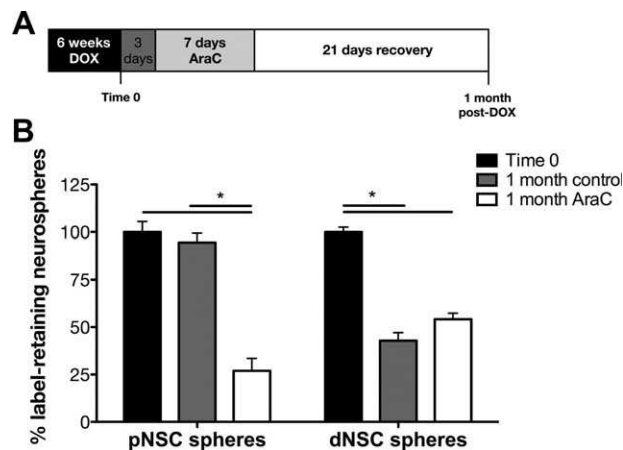 A
6 weeks DOX
3 days
7 days AraC
21 days recovery
Time 0
1 month post-DOX
B
Time 0
1 month control
1 month AraC
% label-retaining neurospheres
125
100
75
50
25
0
*
*
pNSC spheres
dNSC spheres